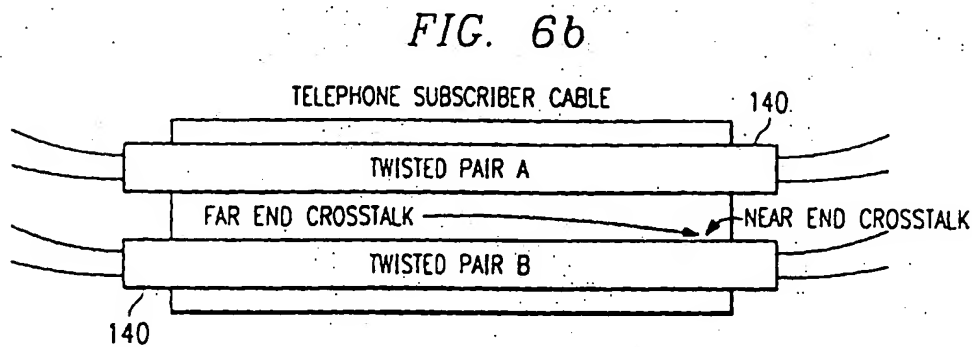 FIG. 6b
TELEPHONE SUBSCRIBER CABLE
140
TWISTED PAIR A
FAR END CROSSTALK
NEAR END CROSSTALK
TWISTED PAIR B
140